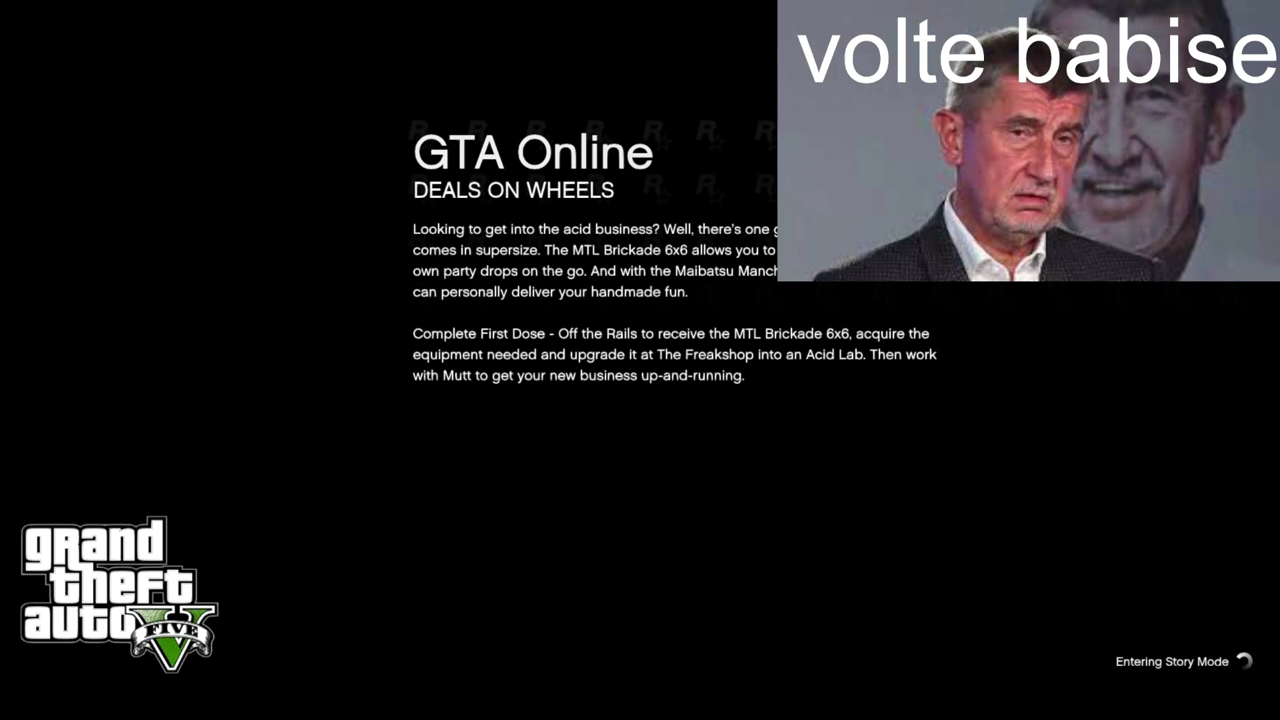 volte babise
GTA Online
DEALS ON WHEELS
Looking to get into the acid business? Well, there's one
comes in supersize. The MTL Brickade 6x6 allows you to
own party drops on the go. And with the Maibatsu
can personally deliver your handmade fun.
Complete First Dose - Off the Rails to receive the MTL Brickade 6x6, acquire the
equipment needed and upgrade it at The Freakshop into an Acid Lab. Then work
with Mutt to get your new business up-and-running.
grand
theft
auto V
FIVE
Entering Story Mode